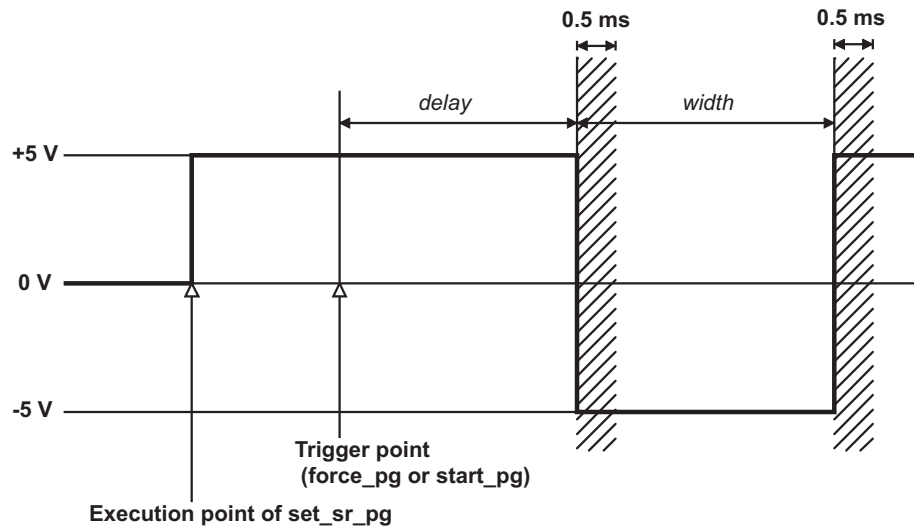 0.5 ms
0.5 ms
delay
width
+5 V
0 V
-5 V
Trigger point
(force_pg or start_pg)
Execution point of set_sr_pg